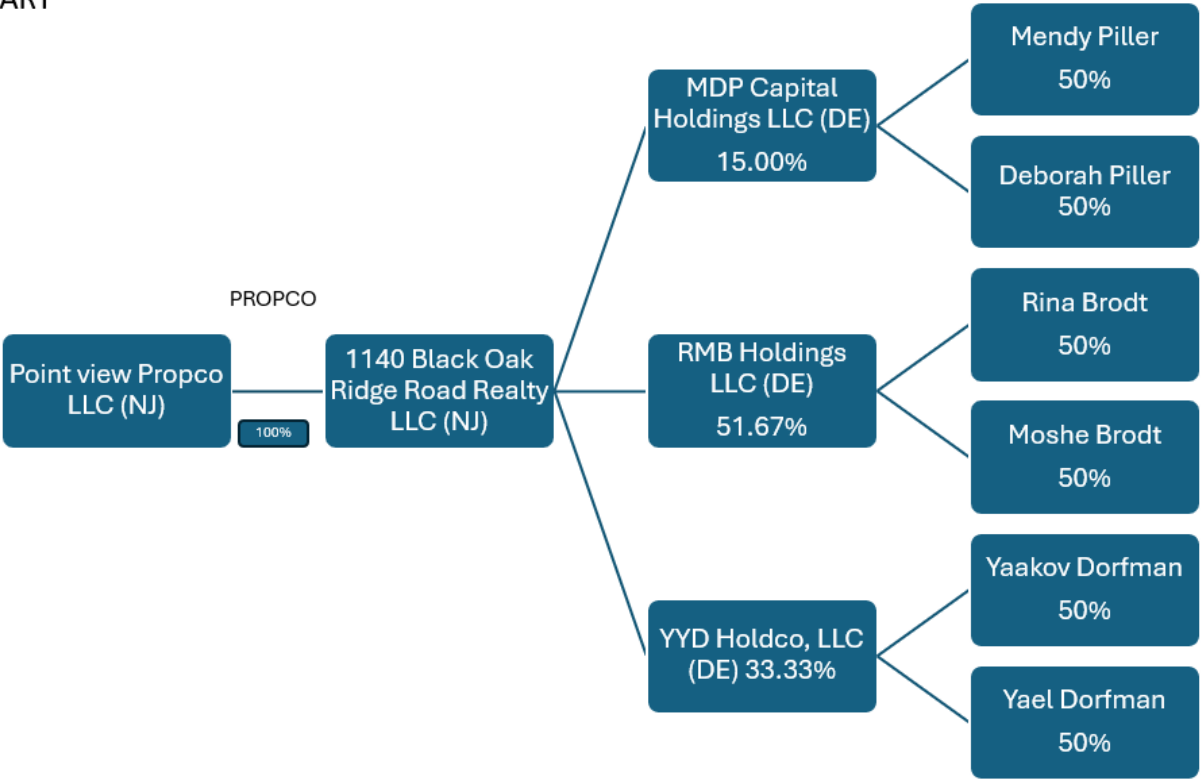 Mendy Piller
50%
MDP Capital
Holdings LLC (DE)
15.00%
Deborah Piller
50%
PROPCO
Rina Brodt
50%
Point view Propco
LLC (NJ)
100%
1140 Black Oak
Ridge Road Realty
LLC (NJ)
RMB Holdings
LLC (DE)
51.67%
Moshe Brodt
50%
Yaakov Dorfman
50%
YYD Holdco, LLC
(DE) 33.33%
Yael Dorfman
50%